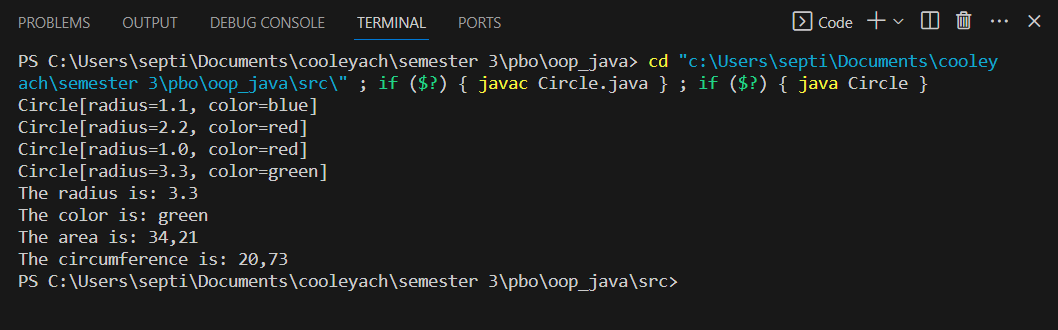 PROBLEMS OUTPUT DEBUG CONSOLE TERMINAL PORTS Code
PS C:\Users\septi\Documents\cooleyach\semester 3\pbo\oop_java> cd "c:\Users\septi\Documents\cooley
ach\semester 3\pbo\oop_java\src\" ; if ($?) { javac Circle.java } ; if ($?) { java Circle }
Circle[radius=1.1, color=blue]
Circle[radius=2.2, color=red]
Circle[radius=1.0, color=red]
Circle[radius=3.3, color=green]
The radius is: 3.3
The color is: green
The area is: 34,21
The circumference is: 20,73
PS C:\Users\septi\Documents\cooleyach\semester 3\pbo\oop_java\src>